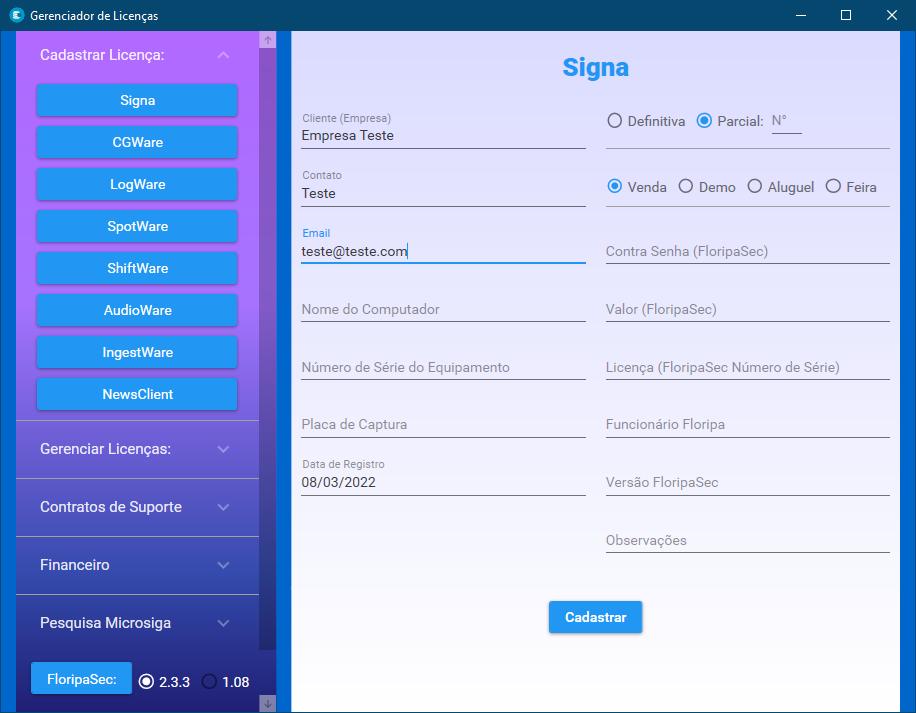 Gerenciador de Licenças
Cadastrar Licença:
Signa
CGWare
LogWare
SpotWare
ShiftWare
AudioWare
IngestWare
NewsClient
Gerenciar Licenças:
Contratos de Suporte
Financeiro
Pesquisa Microsiga
FloripaSec: 2.3.3 1.08
Signa
Cliente (Empresa)
Empresa Teste
Definitiva Parcial: N°
Contato
Teste
Venda Demo Aluguel Feira
Email
teste@teste.com
Contra Senha (FloripaSec)
Nome do Computador
Valor (FloripaSec)
Número de Série do Equipamento
Licença (FloripaSec Número de Série)
Placa de Captura
Funcionário Floripa
Data de Registro
08/03/2022
Versão FloripaSec
Observações
Cadastrar